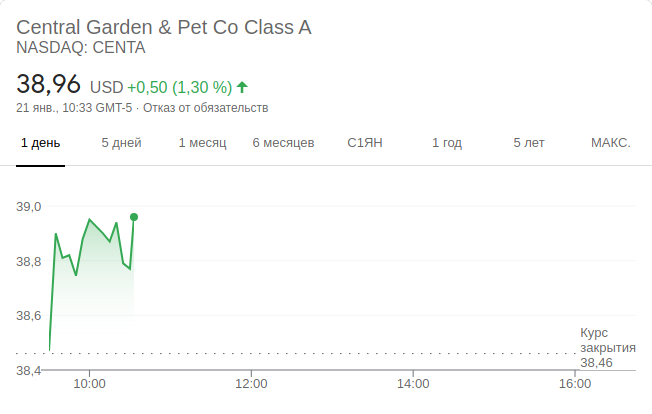 Central Garden & Pet Co Class A
NASDAQ: CENTA
38,96 USD +0,50 (1,30 %)
21 янв., 10:33 GMT-5 · Отказ от обязательств
1 день 5 дней 1 месяц 6 месяцев С1ЯН 1 год 5 лет МАКС.
39,0
38,8
38,6
Курс
закрытия
38,46
38,4
10:00 12:00 14:00 16:00